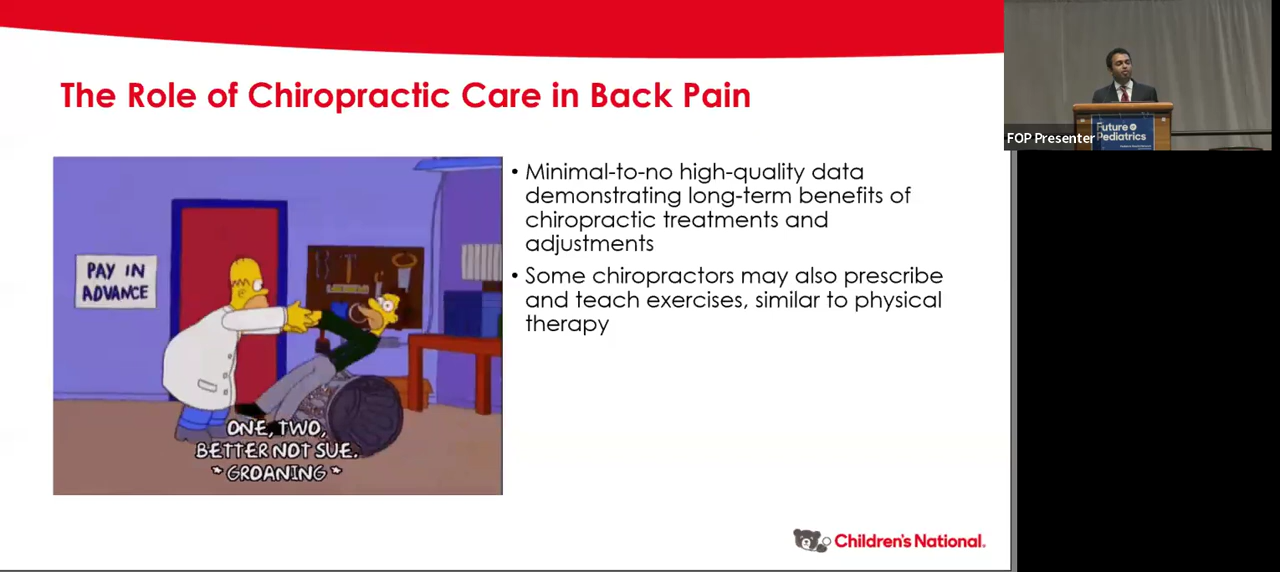 The Role of Chiropractic Care in Back Pain
PAY IN
ADVANCE
ONE, TWO,
BETTER NOT SUE.
* GROANING *
• Minimal-to-no high-quality data
demonstrating long-term benefits of
chiropractic treatments and
adjustments
• Some chiropractors may also prescribe
and teach exercises, similar to physical
therapy
Children's National.
FOP Presenter
Future of
Pediatrics